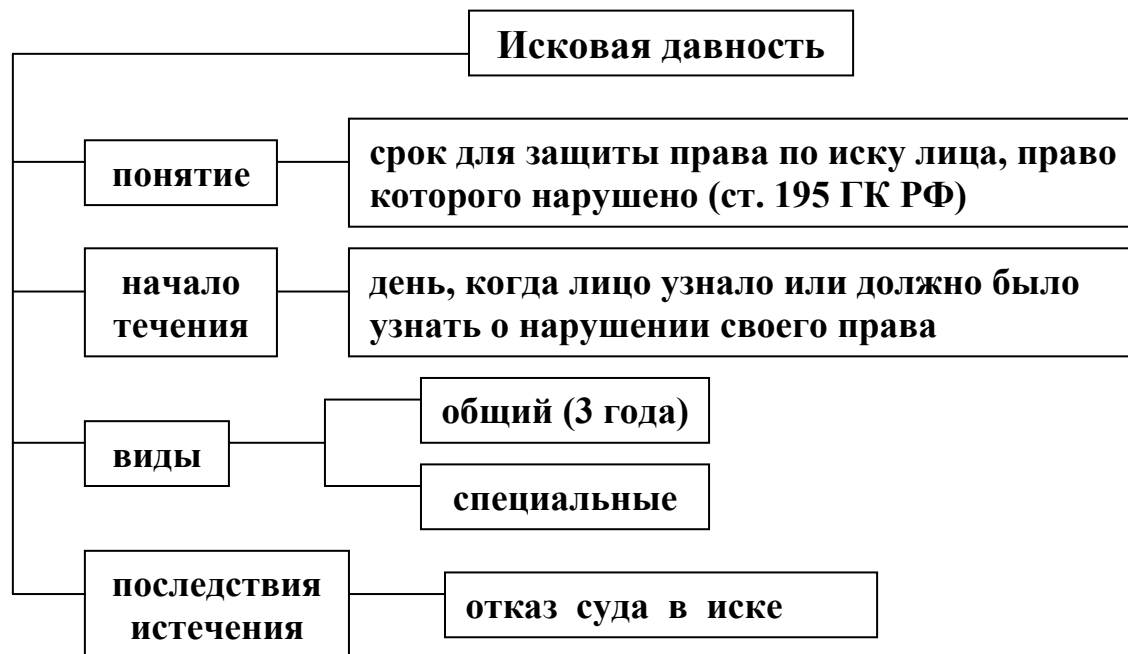 Исковая давность
понятие
срок для защиты права по иску лица, право
которого нарушено (ст. 195 ГК РФ)
начало
течения
день, когда лицо узнало или должно было
узнать о нарушении своего права
виды
общий (3 года)
специальные
последствия
истечения
отказ суда в иске